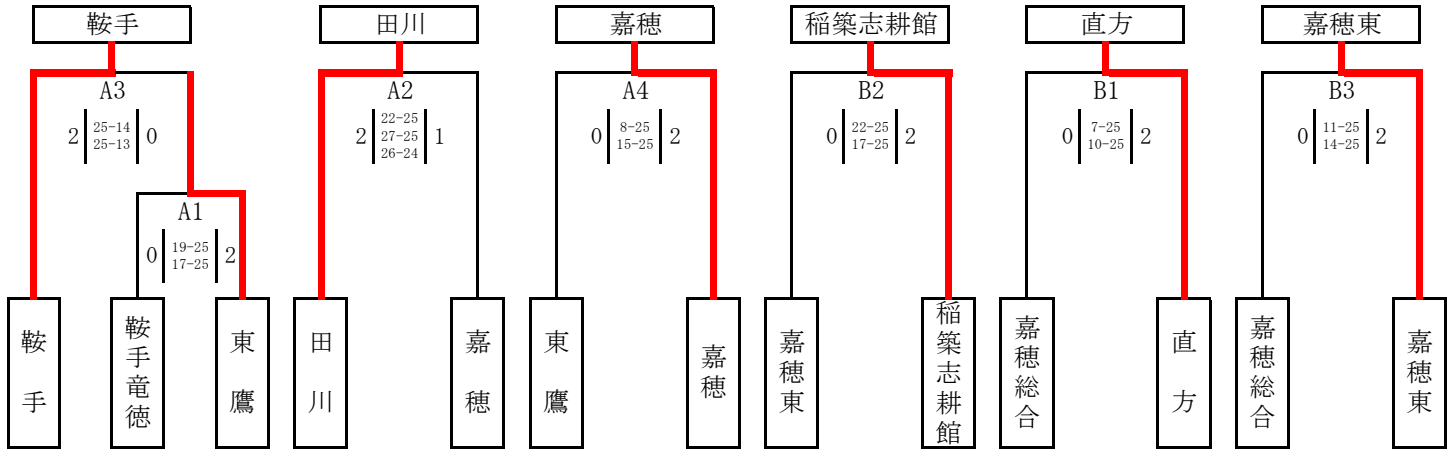 鞍手
田川
嘉穂
稲築志耕館
直方
嘉穂東
A3
2 25-14 0
25-13
A1
0 19-25 2
17-25
A2
22-25
2 27-25 1
26-24
A4
0 8-25 2
15-25
B2
0 22-25 2
17-25
B1
0 7-25 2
10-25
B3
0 11-25 2
14-25
鞍手
鞍手竜徳
東鷹
田川
嘉穂
東鷹
嘉穂
嘉穂東
稲築志耕館
嘉穂総合
直方
嘉穂総合
嘉穂東